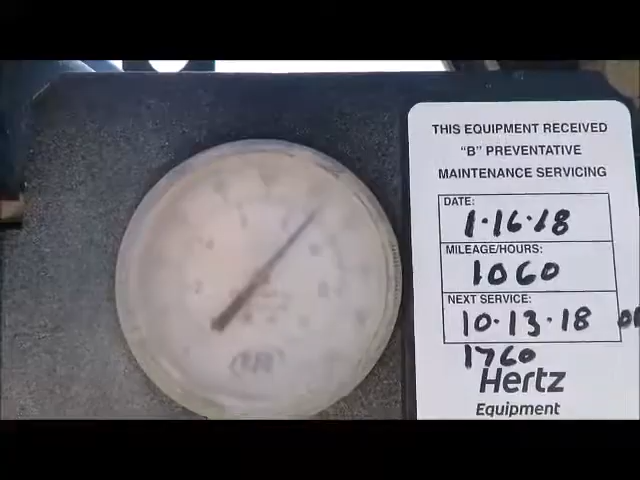 THIS EQUIPMENT RECEIVED
"B" PREVENTATIVE
MAINTENANCE SERVICING
DATE:
1·16·18
MILEAGE/HOURS:
1060
NEXT SERVICE:
10·13·18 or
1760
Hertz
Equipment